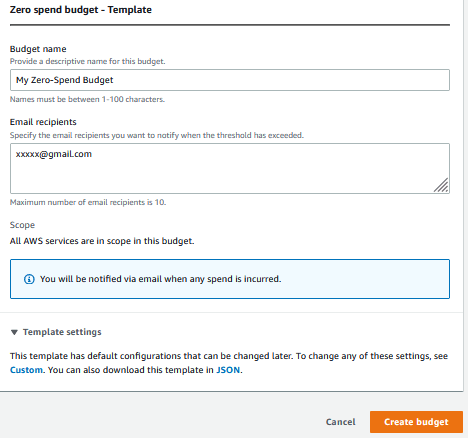 Zero spend budget - Template
Budget name
Provide a descriptive name for this budget.
My Zero-Spend Budget
Names must be between 1-100 characters.
Email recipients
Specify the email recipients you want to notify when the threshold has exceeded.
xxxxx@gmail.com
Maximum number of email recipients is 10.
Scope
All AWS services are in scope in this budget.
You will be notified via email when any spend is incurred.
Template settings
This template has default configurations that can be changed later. To change any of these settings, see
Custom. You can also download this template in JSON.
Cancel
Create budget